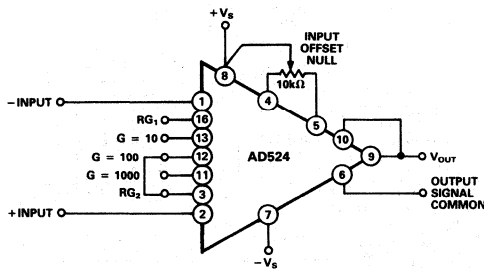 +VS
INPUT
OFFSET
NULL
8
10kΩ
-INPUT
1
4
RG1
16
5
G = 10
13
10
G = 100
12
AD524
9
VOUT
G = 1000
11
6
OUTPUT
SIGNAL
COMMON
RG2
3
+INPUT
2
7
-VS